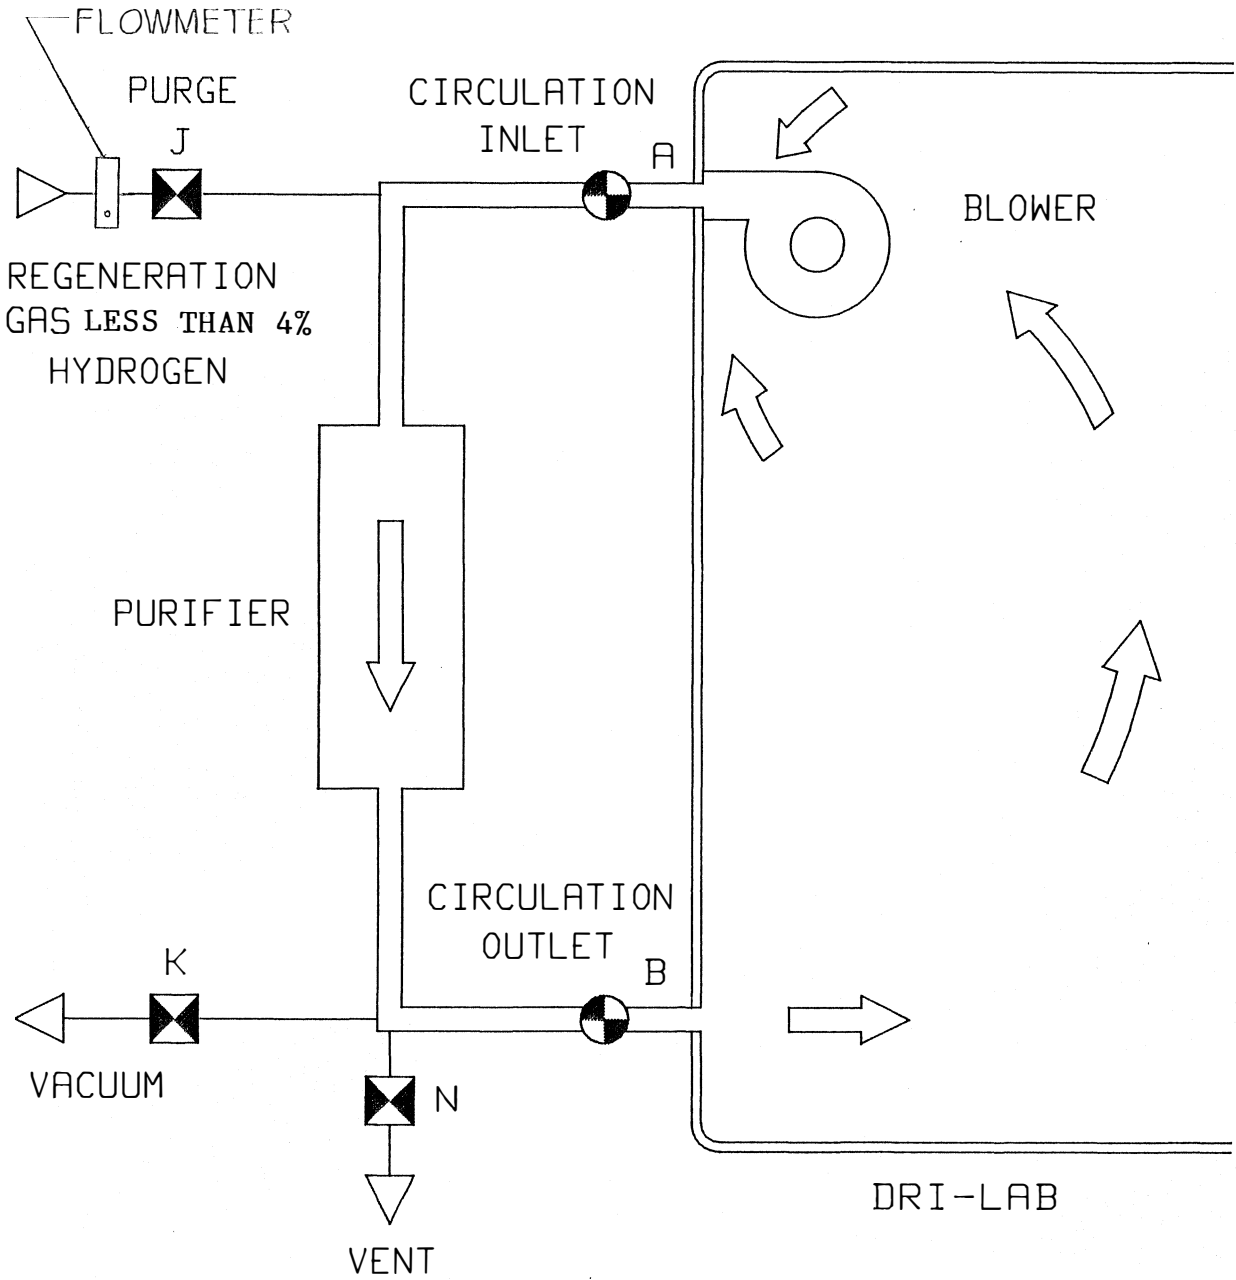 FLOWMETER
PURGE
J
CIRCULATION
INLET
A
BLOWER
REGENERATION
GAS LESS THAN 4%
HYDROGEN
PURIFIER
CIRCULATION
OUTLET
B
K
VACUUM
N
DRI-LAB
VENT